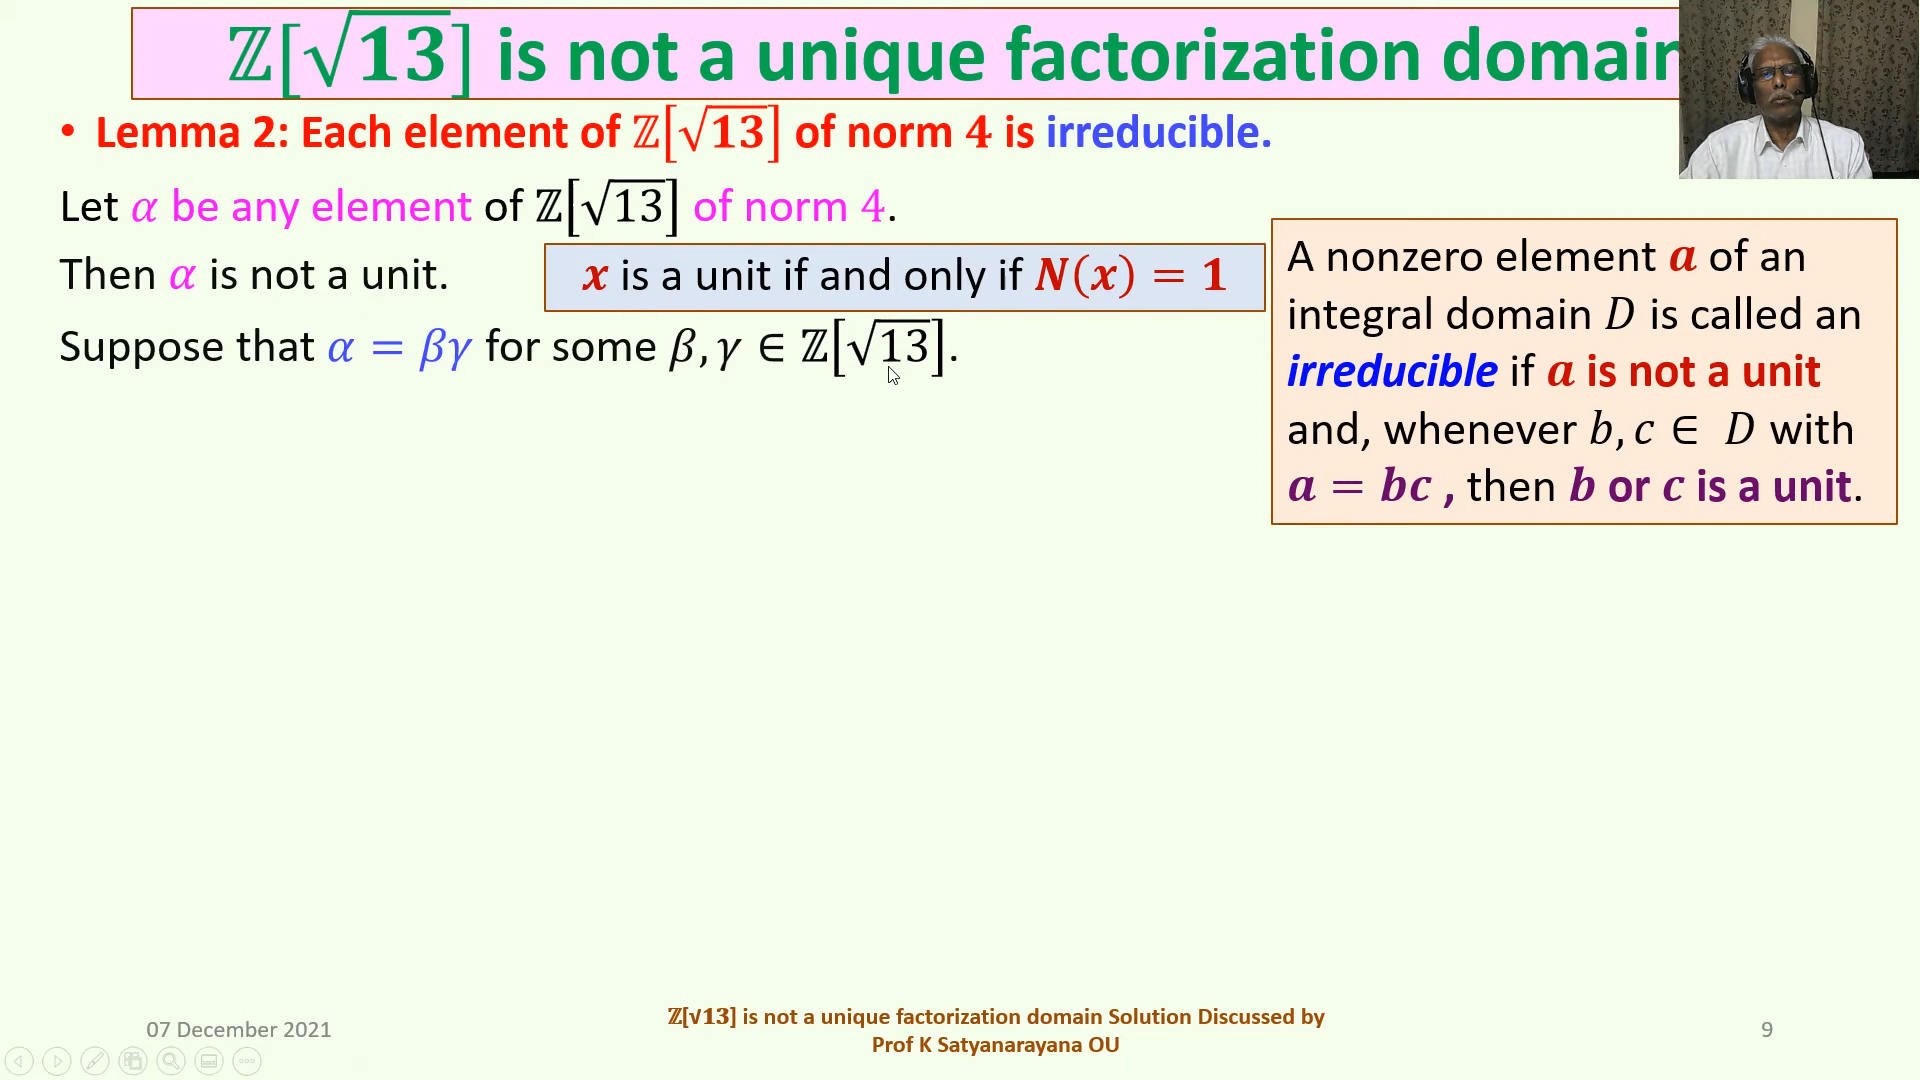 ℤ[√13] is not a unique factorization domain
• Lemma 2: Each element of ℤ[√13] of norm 4 is irreducible.
Let α be any element of ℤ[√13] of norm 4.
Then α is not a unit.
x is a unit if and only if N(x) = 1
Suppose that α = βγ for some β, γ ∈ ℤ[√13].
A nonzero element a of an
integral domain D is called an
irreducible if a is not a unit
and, whenever b, c ∈ D with
a = bc , then b or c is a unit.
07 December 2021
ℤ[√13] is not a unique factorization domain Solution Discussed by
Prof K Satyanarayana OU
9